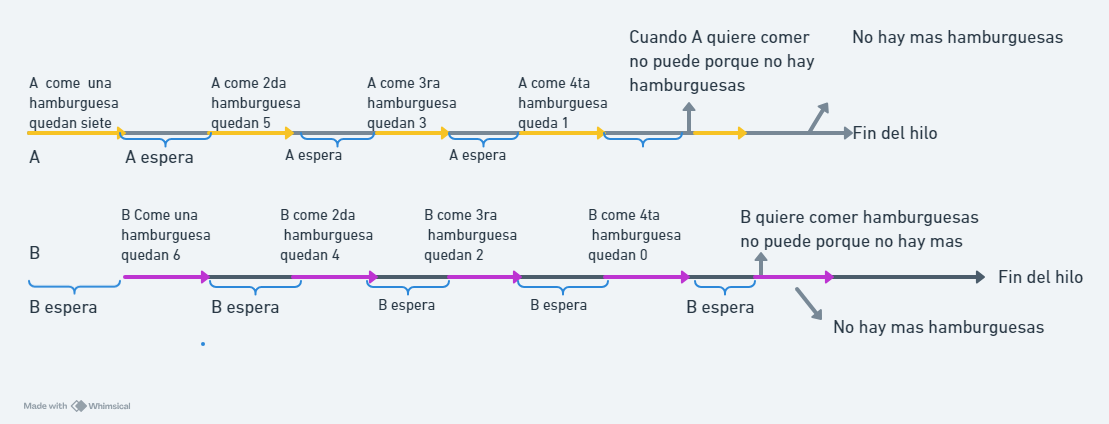 Cuando A quiere comer
no puede porque no hay
hamburguesas
No hay mas hamburguesas
A come una
hamburguesa
quedan siete
A come 2da
hamburguesa
quedan 5
A come 3ra
hamburguesa
quedan 3
A come 4ta
hamburguesa
queda 1
Fin del hilo
A
A espera
A espera
A espera
B Come una
hamburguesa
quedan 6
B come 2da
hamburguesa
quedan 4
B come 3ra
hamburguesa
quedan 2
B come 4ta
hamburguesa
quedan 0
B quiere comer hamburguesas
no puede porque no hay mas
B
Fin del hilo
B espera
B espera
B espera
B espera
B espera
No hay mas hamburguesas
Made with Whimsical